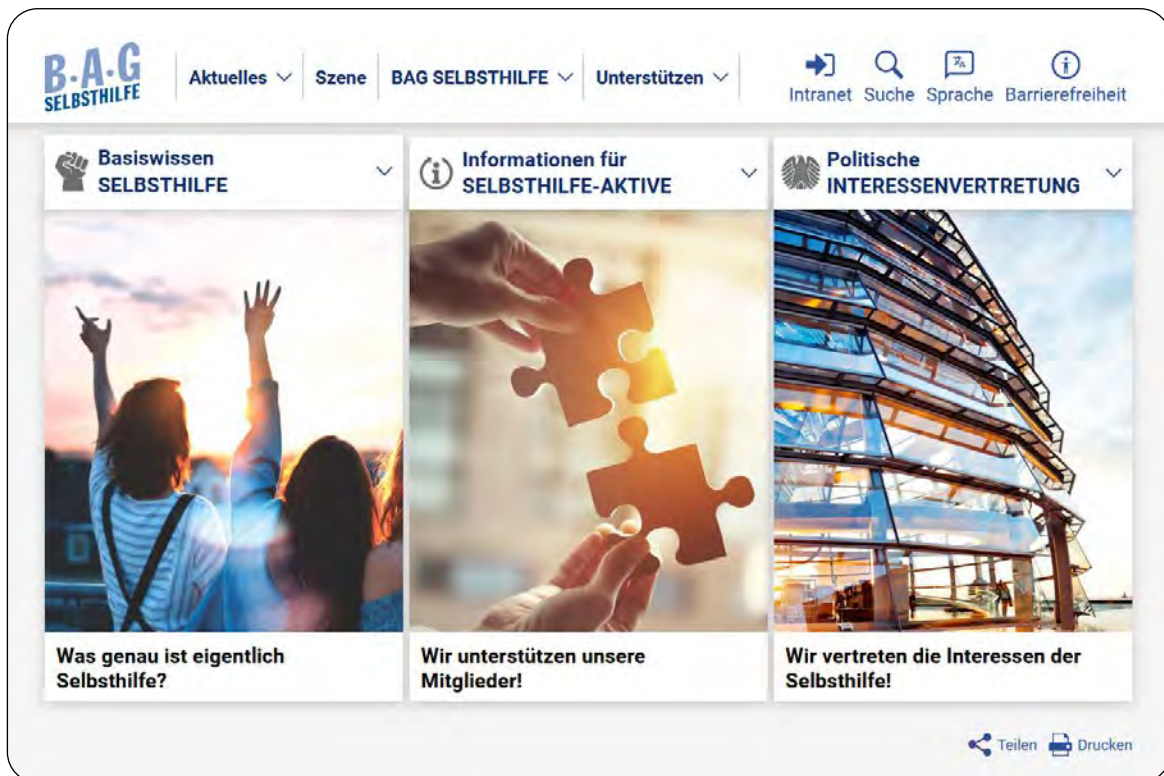 B·A·G
SELBSTHILFE
Aktuelles
Szene
BAG SELBSTHILFE
Unterstützen
Intranet
Suche
Sprache
Barrierefreiheit
Basiswissen
SELBSTHILFE
Informationen für
SELBSTHILFE-AKTIVE
Politische
INTERESSENVERTRETUNG
Was genau ist eigentlich
Selbsthilfe?
Wir unterstützen unsere
Mitglieder!
Wir vertreten die Interessen der
Selbsthilfe!
Teilen
Drucken